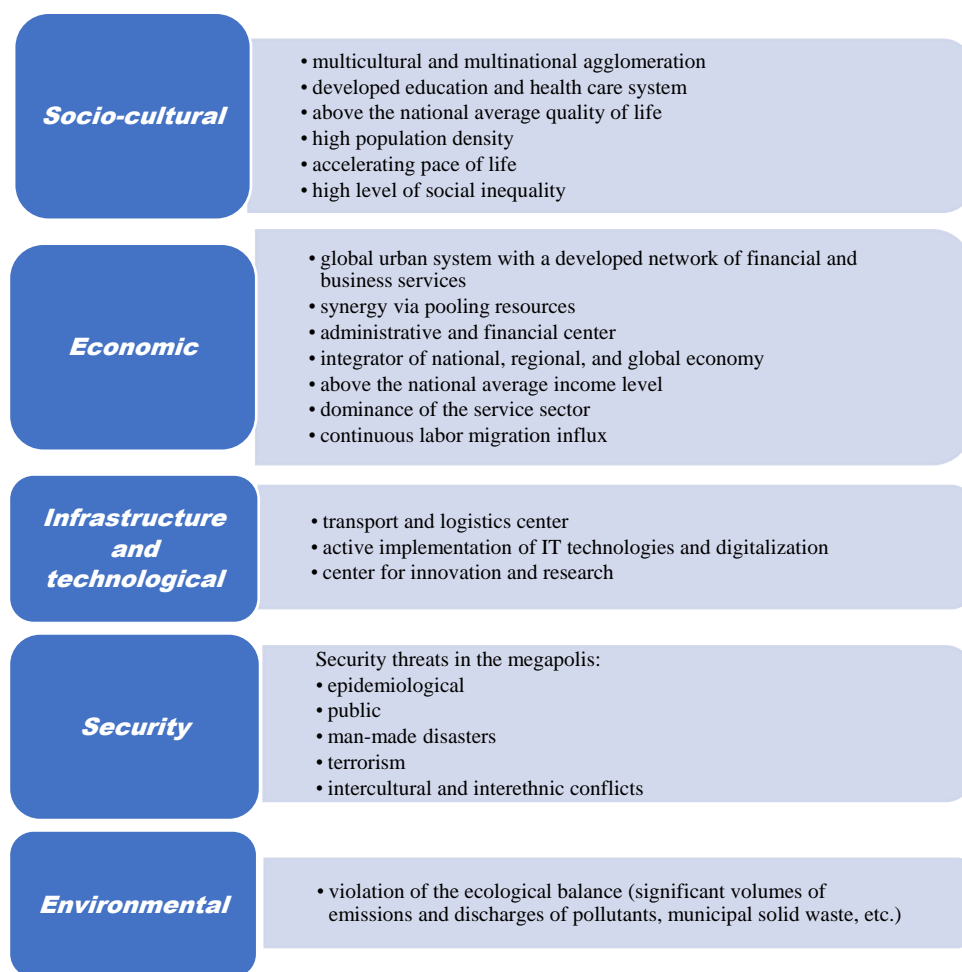 Socio-cultural
• multicultural and multinational agglomeration
• developed education and health care system
• above the national average quality of life
• high population density
• accelerating pace of life
• high level of social inequality
Economic
• global urban system with a developed network of financial and
business services
• synergy via pooling resources
• administrative and financial center
• integrator of national, regional, and global economy
• above the national average income level
• dominance of the service sector
• continuous labor migration influx
Infrastructure
and
technological
• transport and logistics center
• active implementation of IT technologies and digitalization
• center for innovation and research
Security
Security threats in the megapolis:
• epidemiological
• public
• man-made disasters
• terrorism
• intercultural and interethnic conflicts
Environmental
• violation of the ecological balance (significant volumes of
emissions and discharges of pollutants, municipal solid waste, etc.)